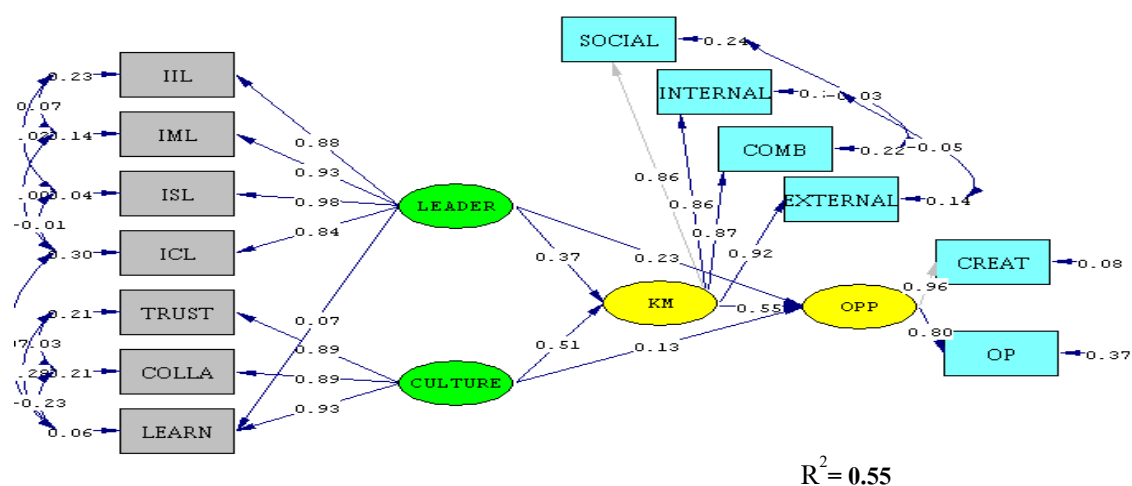 SOCIAL
0.24
0.23
IIL
INTERNAL
-0.03
0.07
0.14
IML
0.88
COMB
0.22
-0.05
0.93
0.86
0.04
ISL
0.98
LEADER
0.86
EXTERNAL
0.14
-0.01
0.84
0.87
0.30
ICL
0.37
0.23
0.92
CREAT
0.08
0.96
0.21
TRUST
0.07
KM
0.55
OPP
0.89
0.51
0.80
0.13
OP
0.37
0.21
COLLA
0.89
CULTURE
-0.23
0.93
0.06
LEARN
R² = 0.55